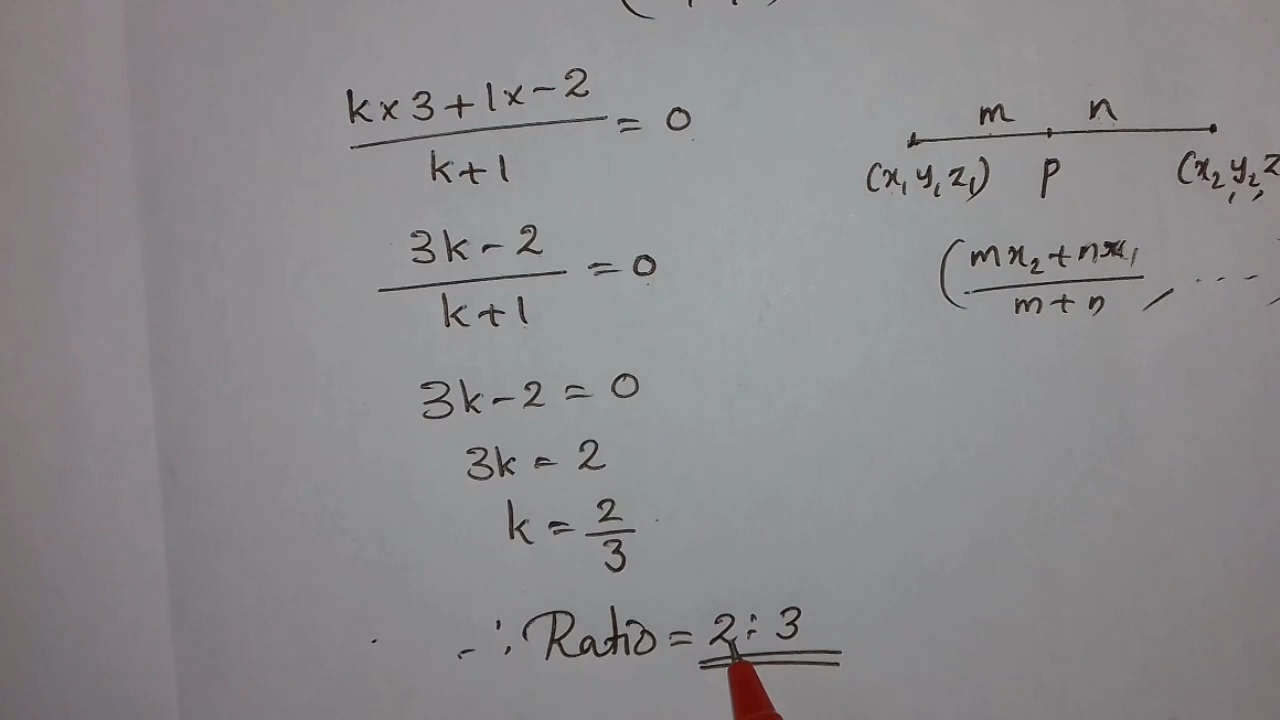 k×3+1×-2
k+1
= 0
3k-2
k+1
= 0
3k-2 = 0
3k = 2
k = 2
3
∴ Ratio = 2:3
m n
(x₁ y₁ z₁) P (x₂, y₂, z
(mx₂+nx₁
m+n
, ---)